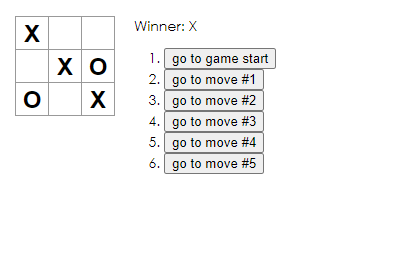 X
X O
O X
Winner: X
1. go to game start
2. go to move #1
3. go to move #2
4. go to move #3
5. go to move #4
6. go to move #5